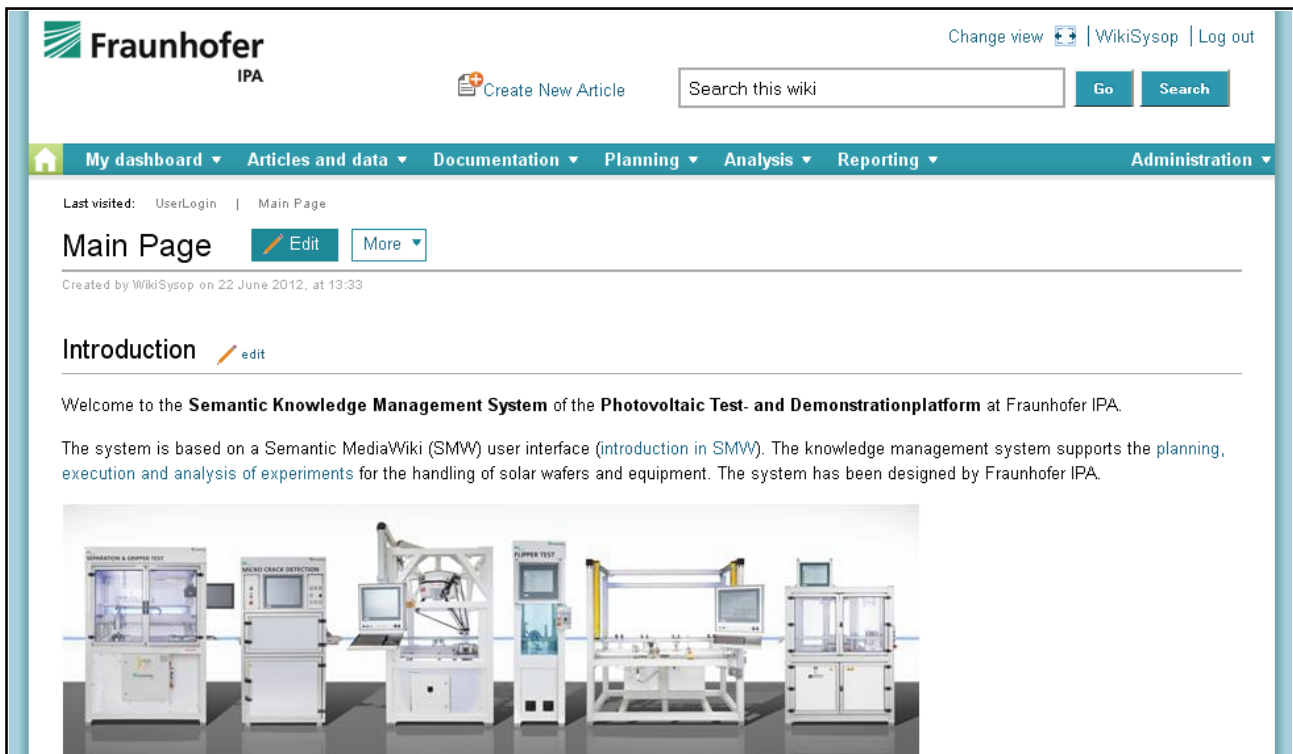 Fraunhofer
IPA
Change view | WikiSysop | Log out
Create New Article
Search this wiki
Go
Search
My dashboard ▼ Articles and data ▼ Documentation ▼ Planning ▼ Analysis ▼ Reporting ▼ Administration ▼
Last visited: UserLogin | Main Page
Main Page
Edit
More ▼
Created by WikiSysop on 22 June 2012, at 13:33
Introduction
edit
Welcome to the Semantic Knowledge Management System of the Photovoltaic Test- and Demonstrationplatform at Fraunhofer IPA.
The system is based on a Semantic MediaWiki (SMW) user interface (introduction in SMW). The knowledge management system supports the planning,
execution and analysis of experiments for the handling of solar wafers and equipment. The system has been designed by Fraunhofer IPA.
SEPARATION & GRIPPER TEST
MICRO CRACK DETECTION
FLIPPER TEST